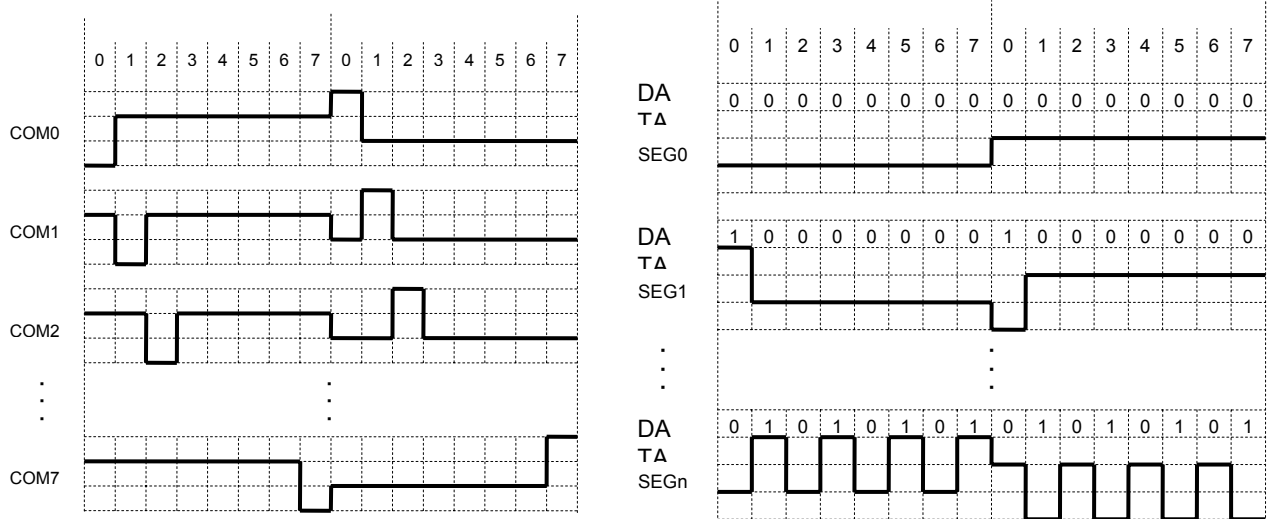 0 1 2 3 4 5 6 7 0 1 2 3 4 5 6 7
COM0
COM1
COM2
COM7
0 1 2 3 4 5 6 7 0 1 2 3 4 5 6 7
DA
TA
0 0 0 0 0 0 0 0 0 0 0 0 0 0 0 0
SEG0
DA
TA
1 0 0 0 0 0 0 0 1 0 0 0 0 0 0 0
SEG1
DA
TA
0 1 0 1 0 1 0 1 0 1 0 1 0 1 0 1
SEGn